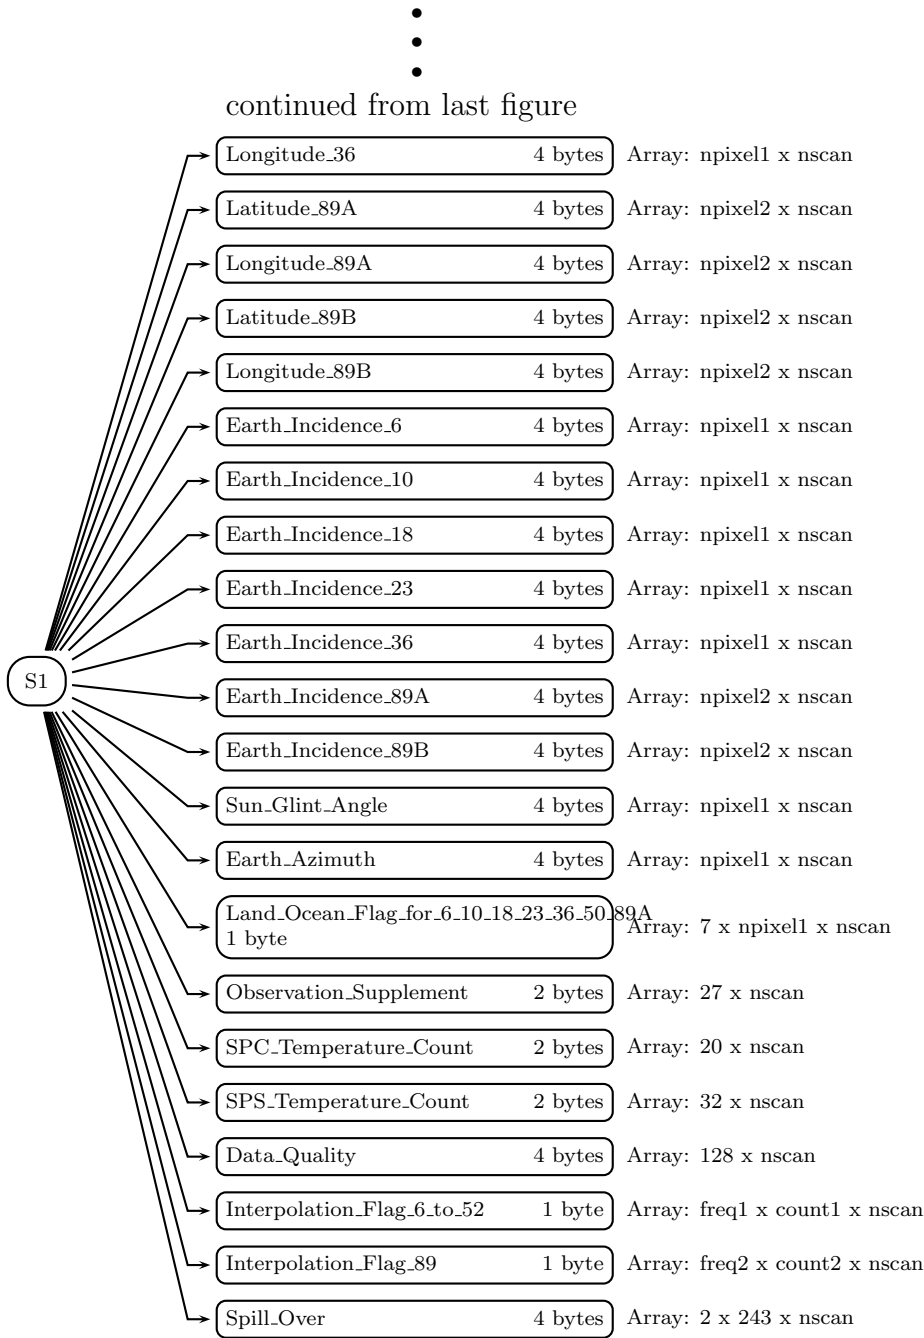 continued from last figure
Longitude_36 4 bytes Array: npixel1 x nscan
Latitude_89A 4 bytes Array: npixel2 x nscan
Longitude_89A 4 bytes Array: npixel2 x nscan
Latitude_89B 4 bytes Array: npixel2 x nscan
Longitude_89B 4 bytes Array: npixel2 x nscan
Earth_Incidence_6 4 bytes Array: npixel1 x nscan
Earth_Incidence_10 4 bytes Array: npixel1 x nscan
Earth_Incidence_18 4 bytes Array: npixel1 x nscan
Earth_Incidence_23 4 bytes Array: npixel1 x nscan
Earth_Incidence_36 4 bytes Array: npixel1 x nscan
S1
Earth_Incidence_89A 4 bytes Array: npixel2 x nscan
Earth_Incidence_89B 4 bytes Array: npixel2 x nscan
Sun_Glint_Angle 4 bytes Array: npixel1 x nscan
Earth_Azimuth 4 bytes Array: npixel1 x nscan
Land_Ocean_Flag_for_6_10_18_23_36_50_89A
1 byte
Array: 7 x npixel1 x nscan
Observation_Supplement 2 bytes Array: 27 x nscan
SPC_Temperature_Count 2 bytes Array: 20 x nscan
SPS_Temperature_Count 2 bytes Array: 32 x nscan
Data_Quality 4 bytes Array: 128 x nscan
Interpolation_Flag_6_to_52 1 byte Array: freq1 x count1 x nscan
Interpolation_Flag_89 1 byte Array: freq2 x count2 x nscan
Spill_Over 4 bytes Array: 2 x 243 x nscan